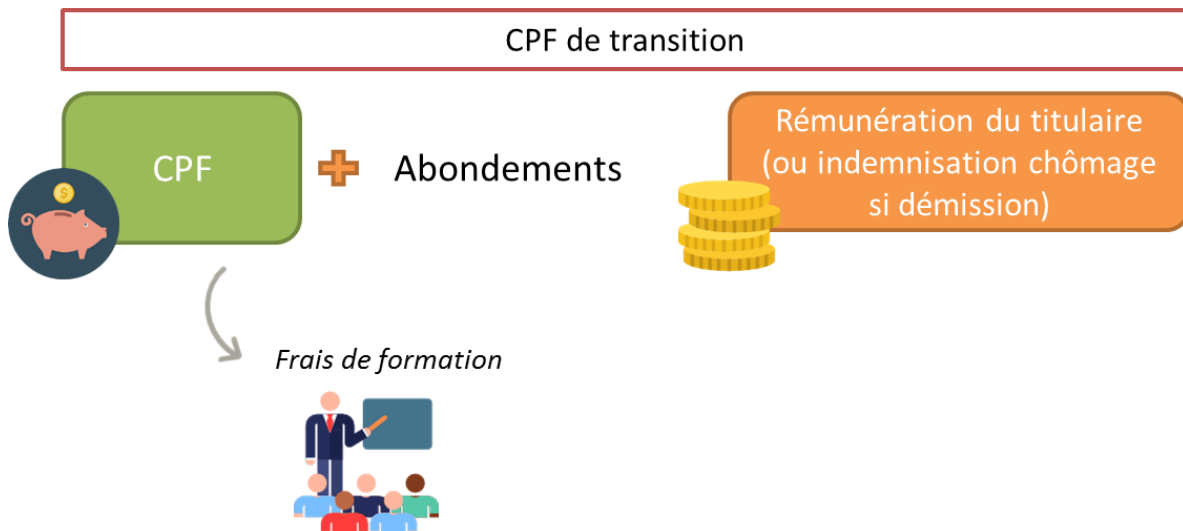 CPF de transition
CPF
Abondements
Rémunération du titulaire
(ou indemnisation chômage
si démission)
$
Frais de formation